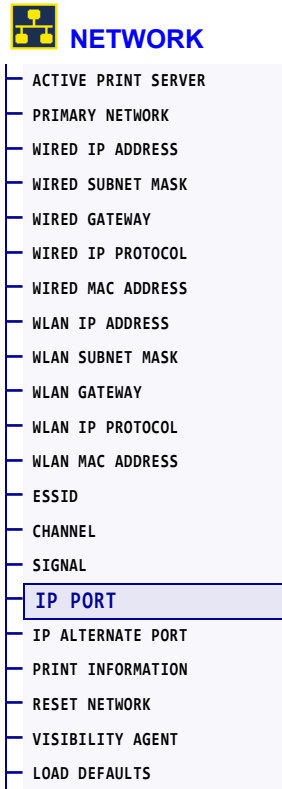 NETWORK
ACTIVE PRINT SERVER
PRIMARY NETWORK
WIRED IP ADDRESS
WIRED SUBNET MASK
WIRED GATEWAY
WIRED IP PROTOCOL
WIRED MAC ADDRESS
WLAN IP ADDRESS
WLAN SUBNET MASK
WLAN GATEWAY
WLAN IP PROTOCOL
WLAN MAC ADDRESS
ESSID
CHANNEL
SIGNAL
IP PORT
IP ALTERNATE PORT
PRINT INFORMATION
RESET NETWORK
VISIBILITY AGENT
LOAD DEFAULTS